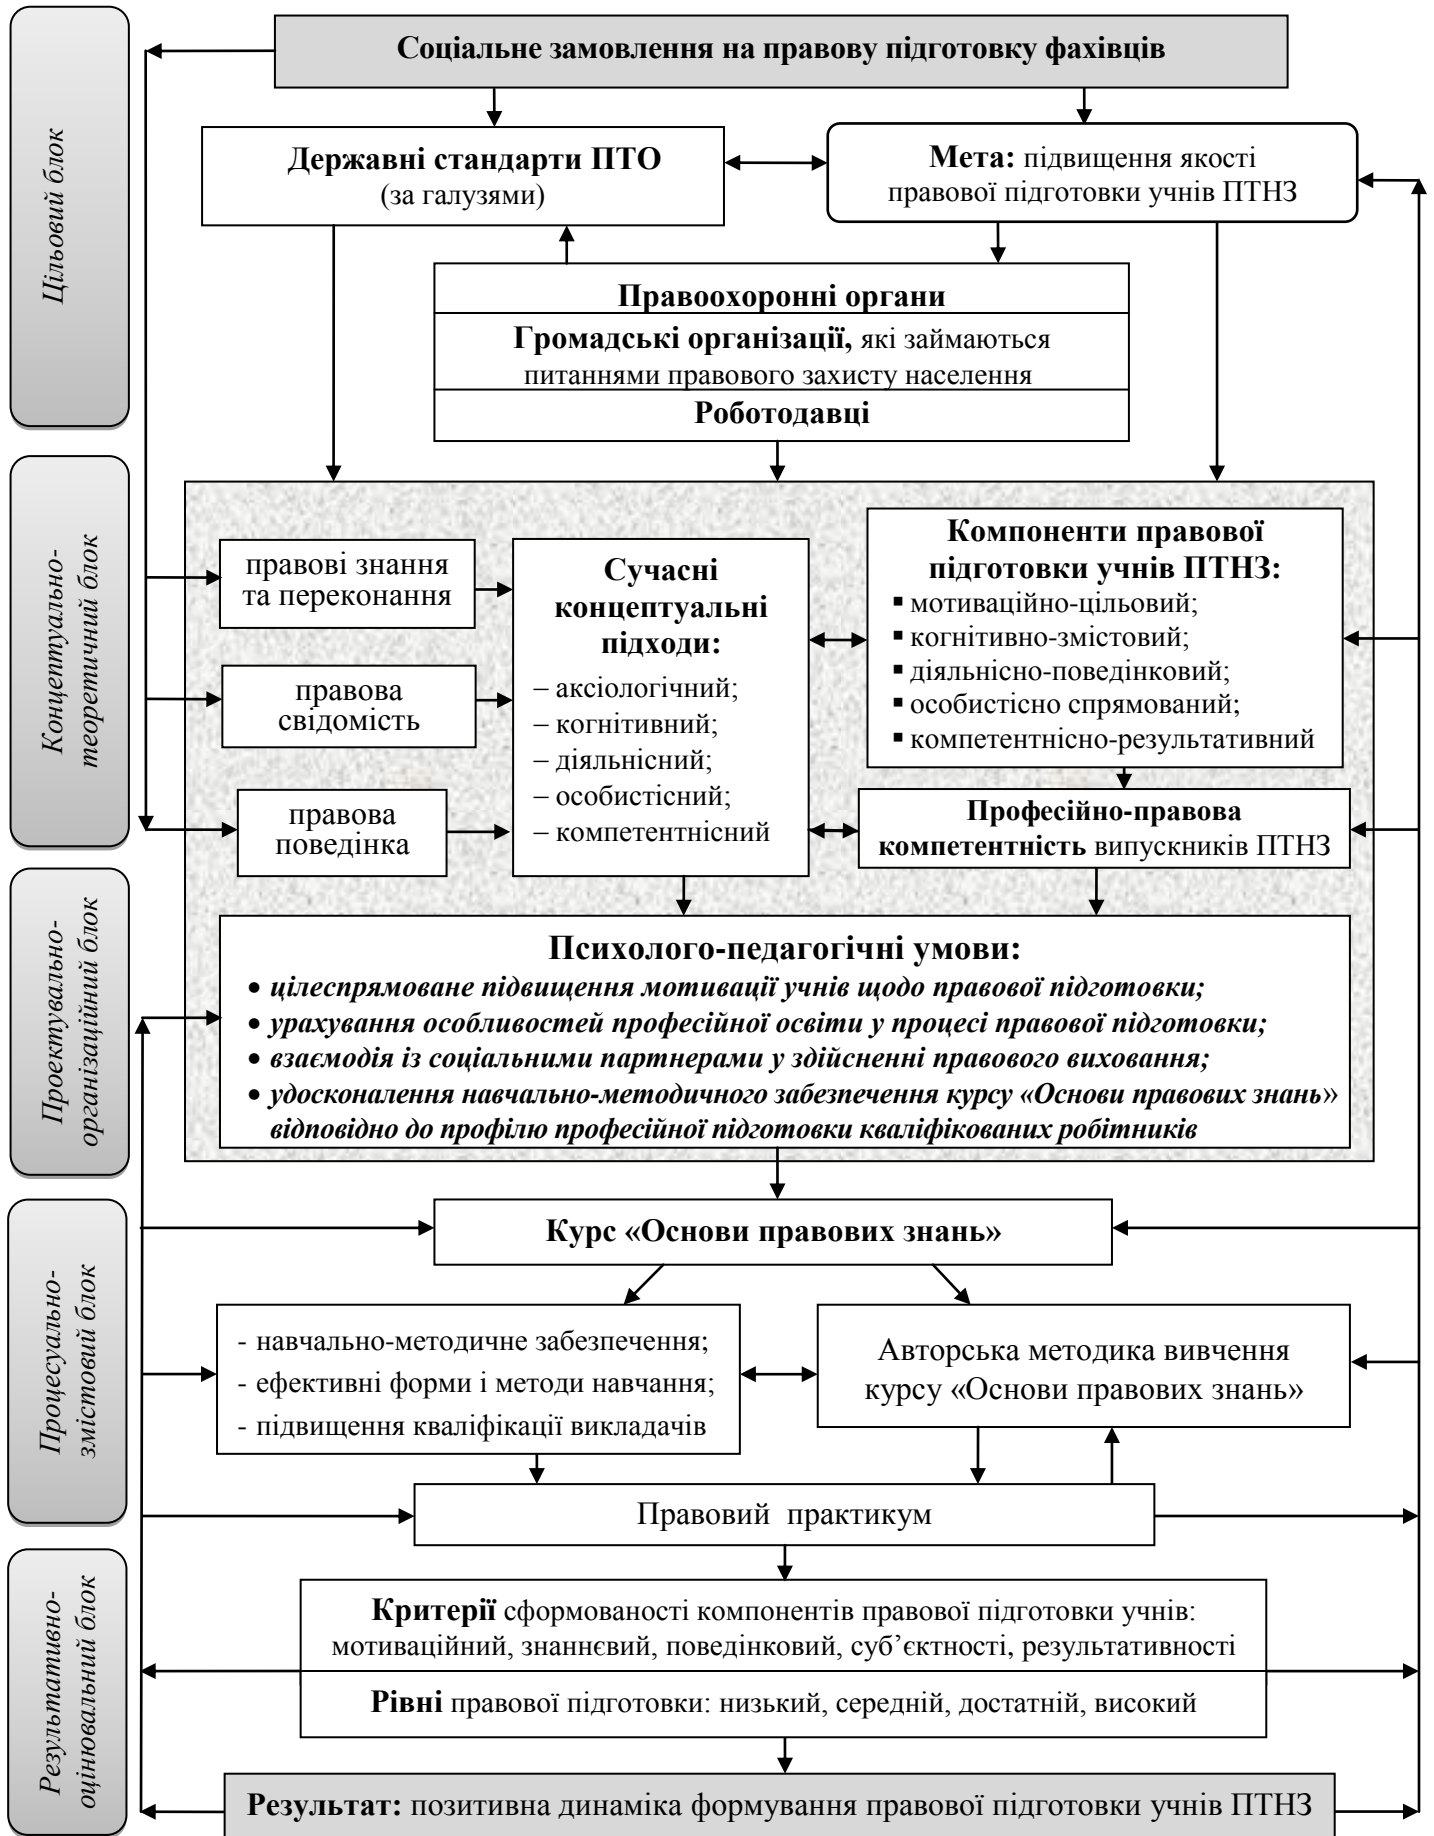 Цільовий блок
Соціальне замовлення на правову підготовку фахівців
Державні стандарти ПТО
(за галузями)
Мета: підвищення якості
правової підготовки учнів ПТНЗ
Правоохоронні органи
Громадські організації, які займаються
питаннями правового захисту населення
Роботодавці
Концептуально-
теоретичний блок
правові знання
та переконання
правова
свідомість
правова
поведінка
Сучасні
концептуальні
підходи:
– аксіологічний;
– когнітивний;
– діяльнісний;
– особистісний;
– компетентнісний
Компоненти правової
підготовки учнів ПТНЗ:
▪ мотиваційно-цільовий;
▪ когнітивно-змістовий;
▪ діяльнісно-поведінковий;
▪ особистісно спрямований;
▪ компетентнісно-результативний
Професійно-правова
компетентність випускників ПТНЗ
Проектувально-
організаційний блок
Психолого-педагогічні умови:
• цілеспрямоване підвищення мотивації учнів щодо правової підготовки;
• урахування особливостей професійної освіти у процесі правової підготовки;
• взаємодія із соціальними партнерами у здійсненні правового виховання;
• удосконалення навчально-методичного забезпечення курсу «Основи правових знань»
відповідно до профілю професійної підготовки кваліфікованих робітників
Процесуально-
змістовий блок
Курс «Основи правових знань»
- навчально-методичне забезпечення;
- ефективні форми і методи навчання;
- підвищення кваліфікації викладачів
Авторська методика вивчення
курсу «Основи правових знань»
Правовий практикум
Результативно-
оцінювальний блок
Критерії сформованості компонентів правової підготовки учнів:
мотиваційний, знаннєвий, поведінковий, суб’єктності, результативності
Рівні правової підготовки: низький, середній, достатній, високий
Результат: позитивна динаміка формування правової підготовки учнів ПТНЗ